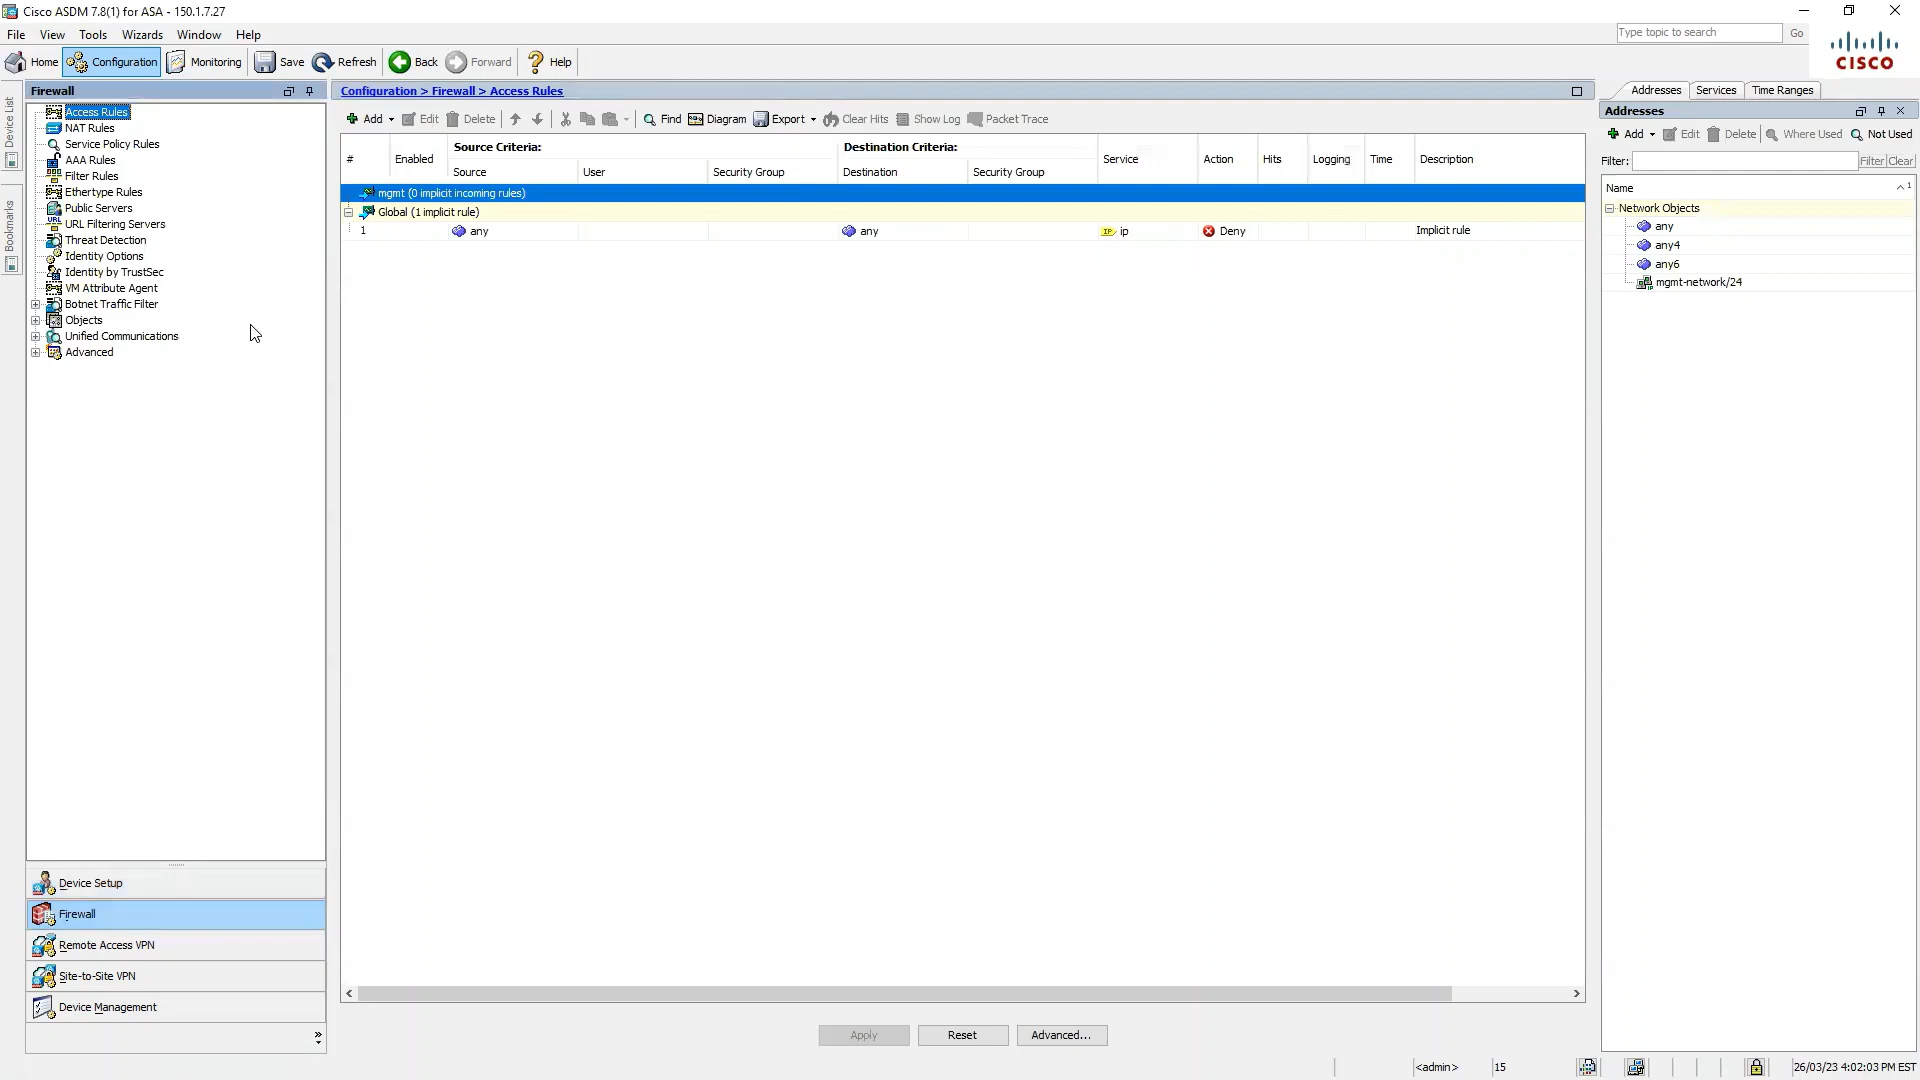 Cisco ASDM 7.8(1) for ASA - 150.1.7.27
File View Tools Wizards Window Help
Type topic to search Go
CISCO
Home Configuration Monitoring Save Refresh Back Forward Help
Device List
Bookmarks
Firewall
Access Rules
NAT Rules
Service Policy Rules
AAA Rules
Filter Rules
Ethertype Rules
Public Servers
URL Filtering Servers
Threat Detection
Identity Options
Identity by TrustSec
VM Attribute Agent
Botnet Traffic Filter
Objects
Unified Communications
Advanced
Device Setup
Firewall
Remote Access VPN
Site-to-Site VPN
Device Management
Configuration > Firewall > Access Rules
Add Edit Delete Find Diagram Export Clear Hits Show Log Packet Trace
# Enabled Source Criteria: Destination Criteria: Service Action Hits Logging Time Description
Source User Security Group Destination Security Group
mgmt (0 implicit incoming rules)
Global (1 implicit rule)
1 any any IP ip Deny Implicit rule
Apply Reset Advanced...
Addresses Services Time Ranges
Addresses
Add Edit Delete Where Used Not Used
Filter: Filter Clear
Name 1
Network Objects
any
any4
any6
mgmt-network/24
<admin> 15 26/03/23 4:02:03 PM EST